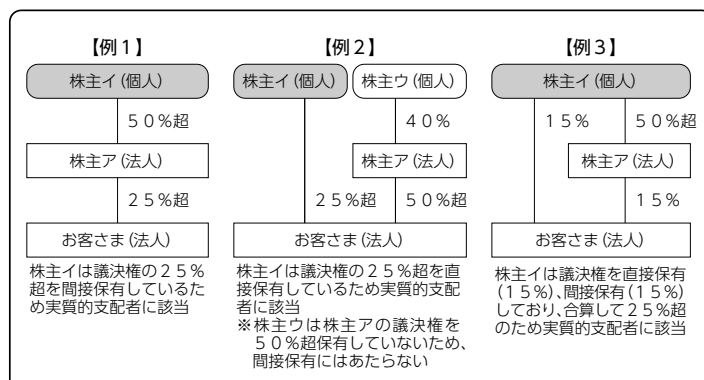 【例１】
株主イ（個人）
５０％超
株主ア（法人）
２５％超
お客さま（法人）
株主イは議決権の２５％
超を間接保有しているた
め実質的支配者に該当
【例２】
株主イ（個人） 株主ウ（個人）
４０％
株主ア（法人）
２５％超 ５０％超
お客さま（法人）
株主イは議決権の２５％超を直
接保有しているため実質的支配
者に該当
※株主ウは株主アの議決権を
５０％超保有していないため、
間接保有にはあたらない
【例３】
株主イ（個人）
１５％ ５０％超
株主ア（法人）
１５％
お客さま（法人）
株主イは議決権を直接保有
（１５％）、間接保有（１５％）
しており、合算して２５％超
のため実質的支配者に該当